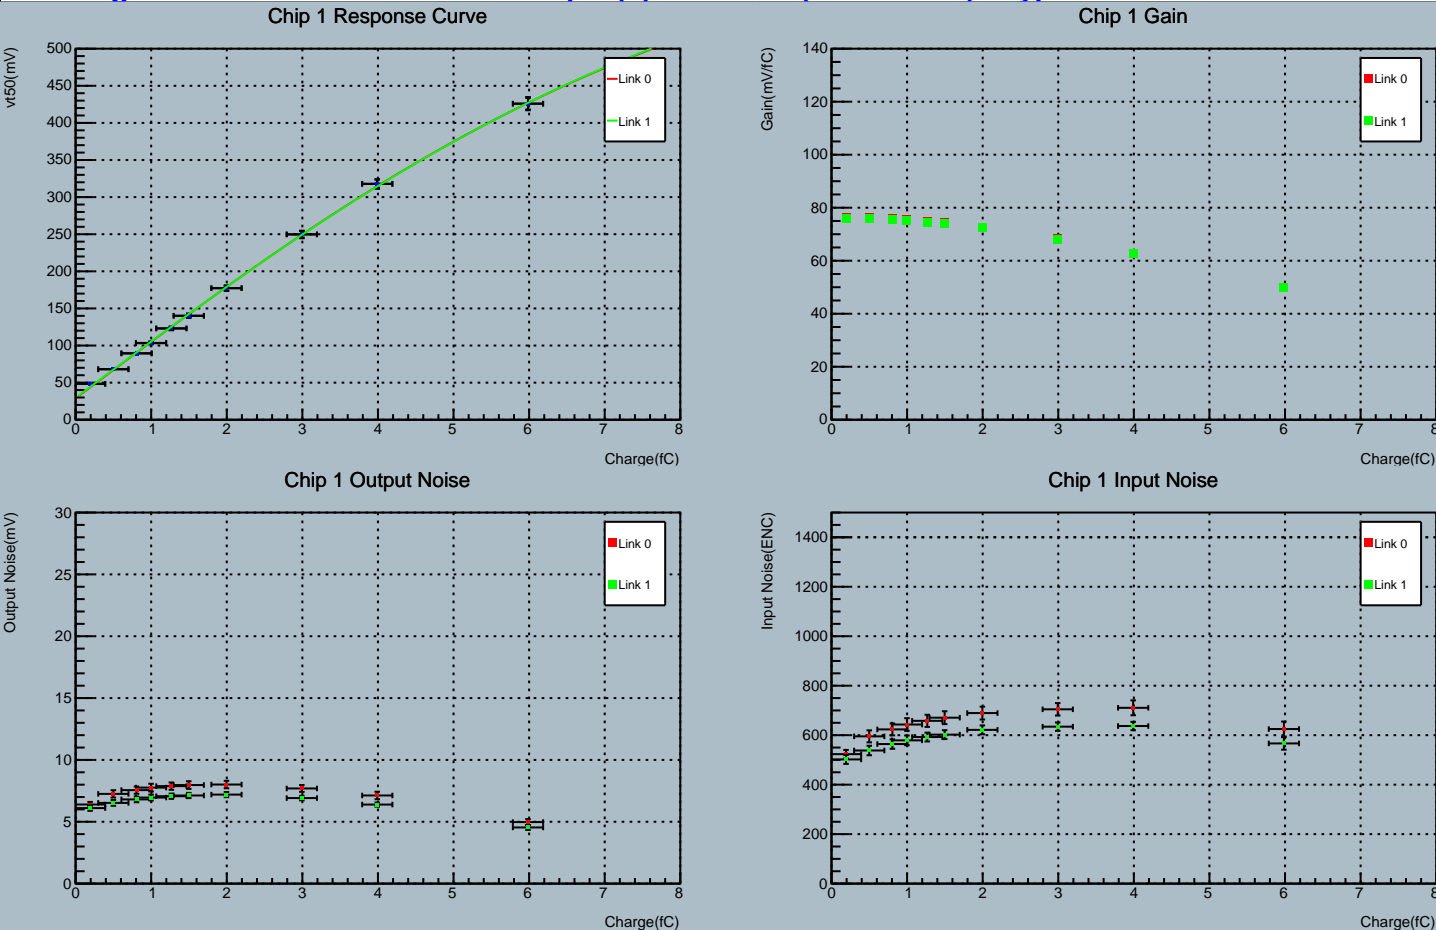 Chip 1 Response Curve
vt50(mV)
500
450
400
350
300
250
200
150
100
50
0
0 1 2 3 4 5 6 7 8
Charge(fC)
Link 0
Link 1
Chip 1 Gain
Gain(mV/fC)
140
120
100
80
60
40
20
0
0 1 2 3 4 5 6 7 8
Charge(fC)
Link 0
Link 1
Chip 1 Output Noise
Output Noise(mV)
30
25
20
15
10
5
0
0 1 2 3 4 5 6 7 8
Charge(fC)
Link 0
Link 1
Chip 1 Input Noise
Input Noise(ENC)
1400
1200
1000
800
600
400
200
0
0 1 2 3 4 5 6 7 8
Charge(fC)
Link 0
Link 1